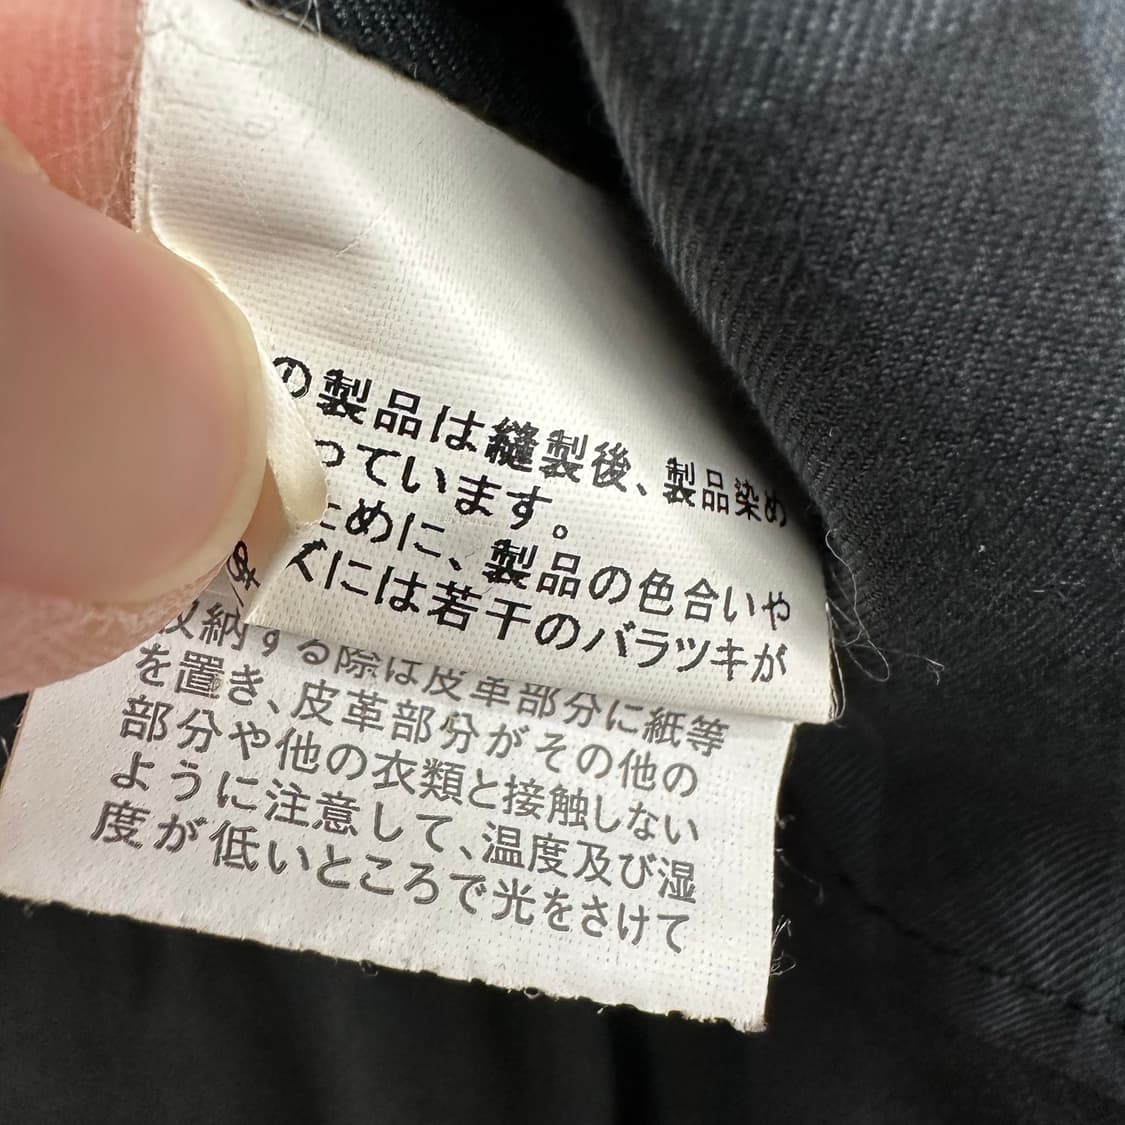 の製品は縫製後、製品染め
っています。
ために、製品の色合いや
ズには若干のバラツキが
収納する際は皮革部分に紙等
を置き、皮革部分がその他の
部分や他の衣類と接触しない
ように注意して、温度及び湿
度が低いところで光をさけて